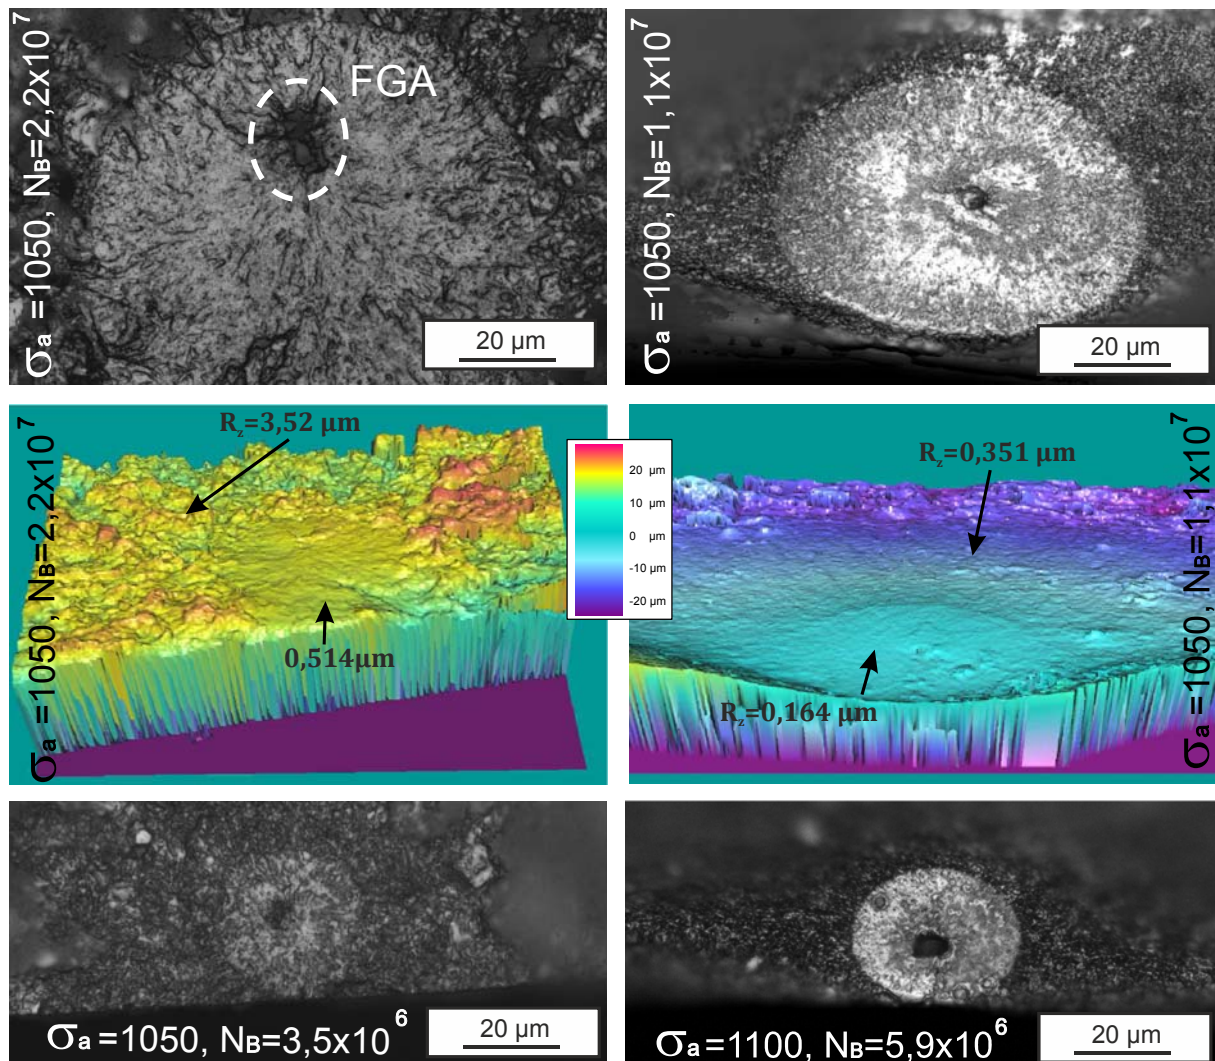 σa =1050, NB=2,2x10^7
FGA
20 µm
σa =1050, NB=1,1x10^7
20 µm
σa =1050, NB=2,2x10^7
Rz=3,52 µm
0,514µm
20 µm
10 µm
0 µm
-10 µm
-20 µm
Rz=0,351 µm
Rz=0,164 µm
σa =1050, NB=1,1x10^7
σa=1050, NB=3,5x10^6
20 µm
σa=1100, NB=5,9x10^6
20 µm